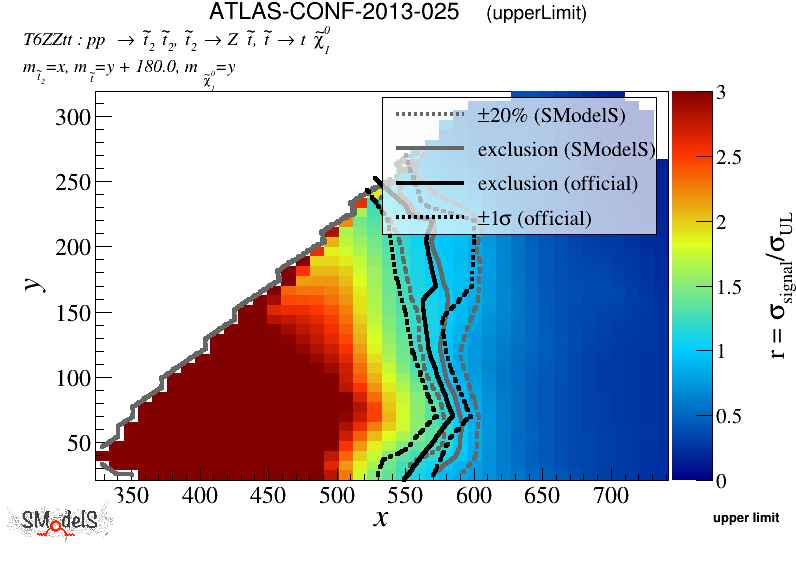 ATLAS-CONF-2013-025 (upperLimit)
T6ZZtt : pp → t̃₂ t̃₂, t̃₂ → Z t̃, t̃ → t χ̃⁰₁
m_t̃₂=x, m_t̃=y + 180.0, m_χ̃⁰₁=y
±20% (SModelS)
exclusion (SModelS)
exclusion (official)
±1σ (official)
300
250
200
150
100
50
y
350 400 450 500 550 600 650 700
x
3
2.5
2
1.5
1
0.5
0
r = σ_signal/σ_UL
SModelS
upper limit